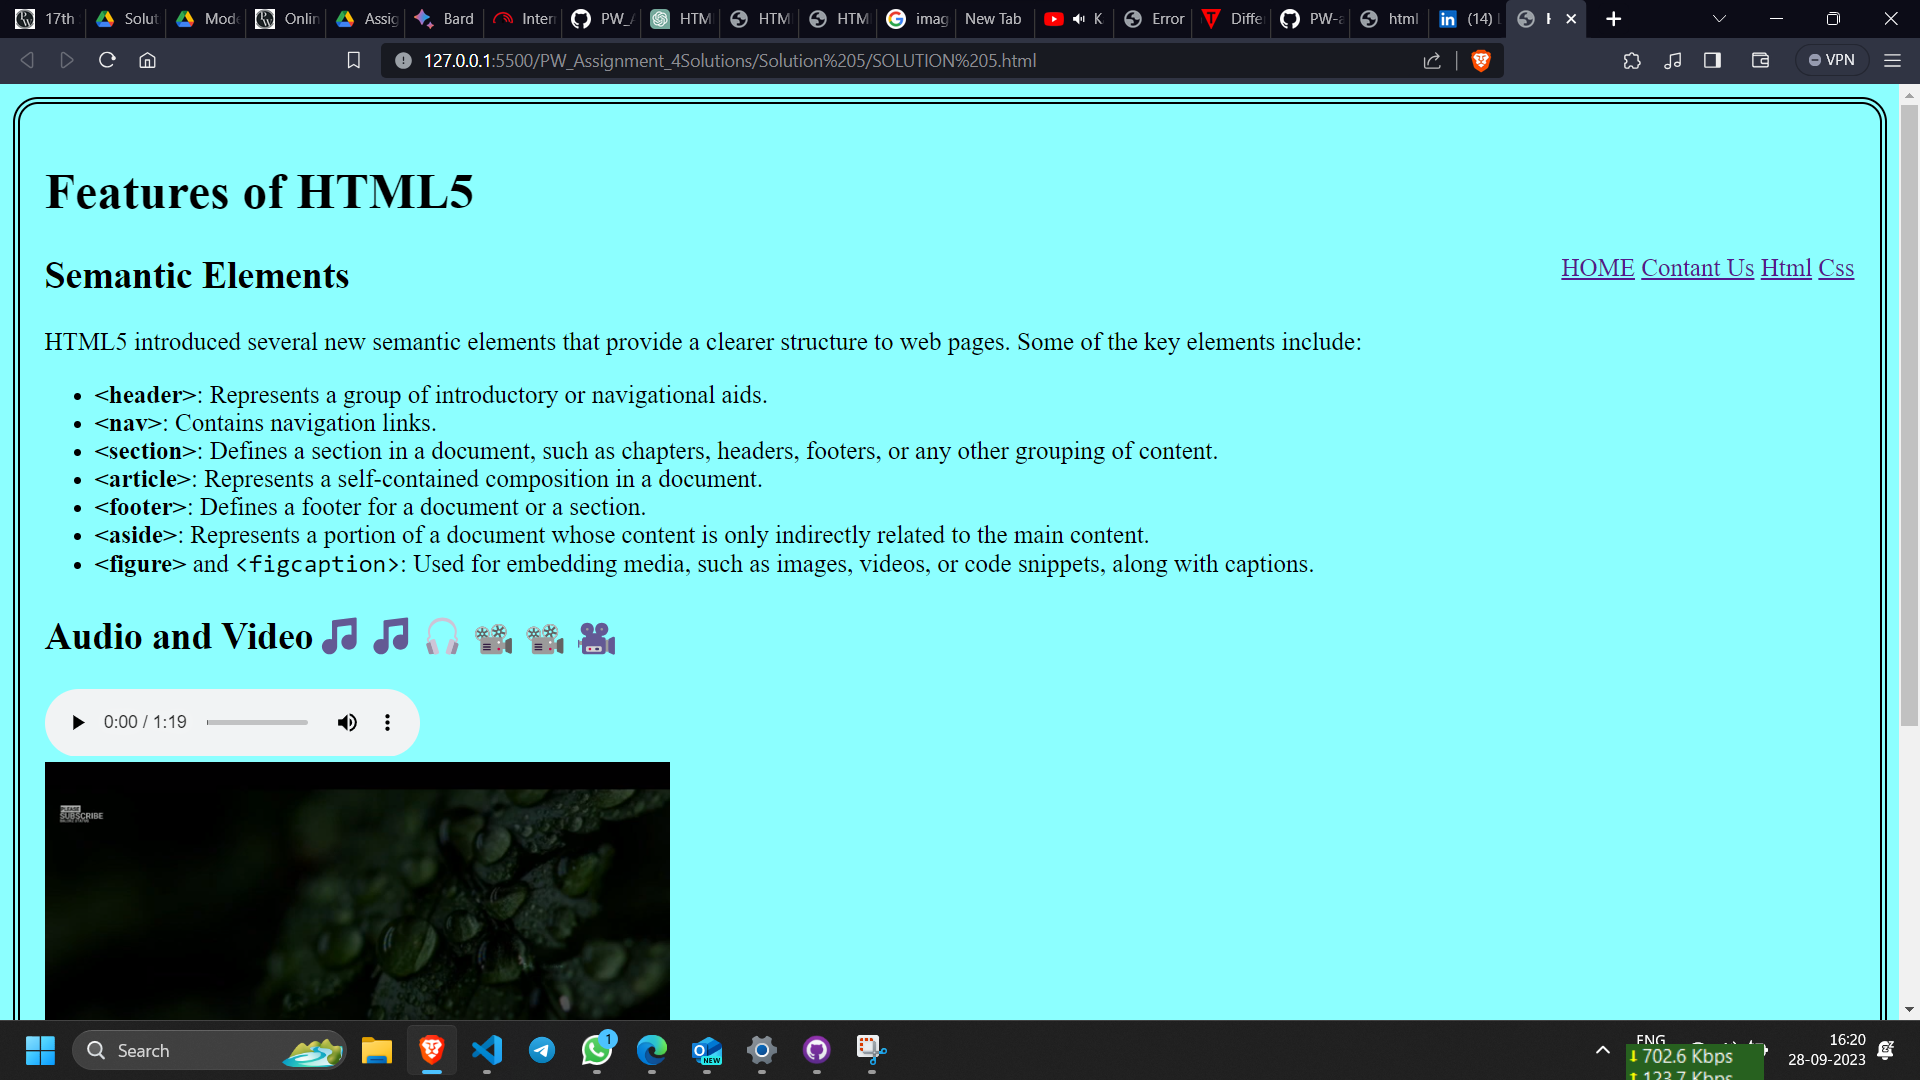 17th
Solut
Mode
Onlin
Assig
Bard
Inter
PW_A
HTM
HTM
HTM
imag
New Tab
K
Error
Differ
PW-a
html
(14) L
127.0.0.1:5500/PW_Assignment_4Solutions/Solution%205/SOLUTION%205.html
VPN
Features of HTML5
Semantic Elements
HOME Contant Us Html Css
HTML5 introduced several new semantic elements that provide a clearer structure to web pages. Some of the key elements include:
<header>: Represents a group of introductory or navigational aids.
<nav>: Contains navigation links.
<section>: Defines a section in a document, such as chapters, headers, footers, or any other grouping of content.
<article>: Represents a self-contained composition in a document.
<footer>: Defines a footer for a document or a section.
<aside>: Represents a portion of a document whose content is only indirectly related to the main content.
<figure> and <figcaption>: Used for embedding media, such as images, videos, or code snippets, along with captions.
Audio and Video
0:00 / 1:19
PLEASE
SUBSCRIBE
Search
1
NEW
ENG
702.6 Kbps
123.7 Kbps
16:20
28-09-2023